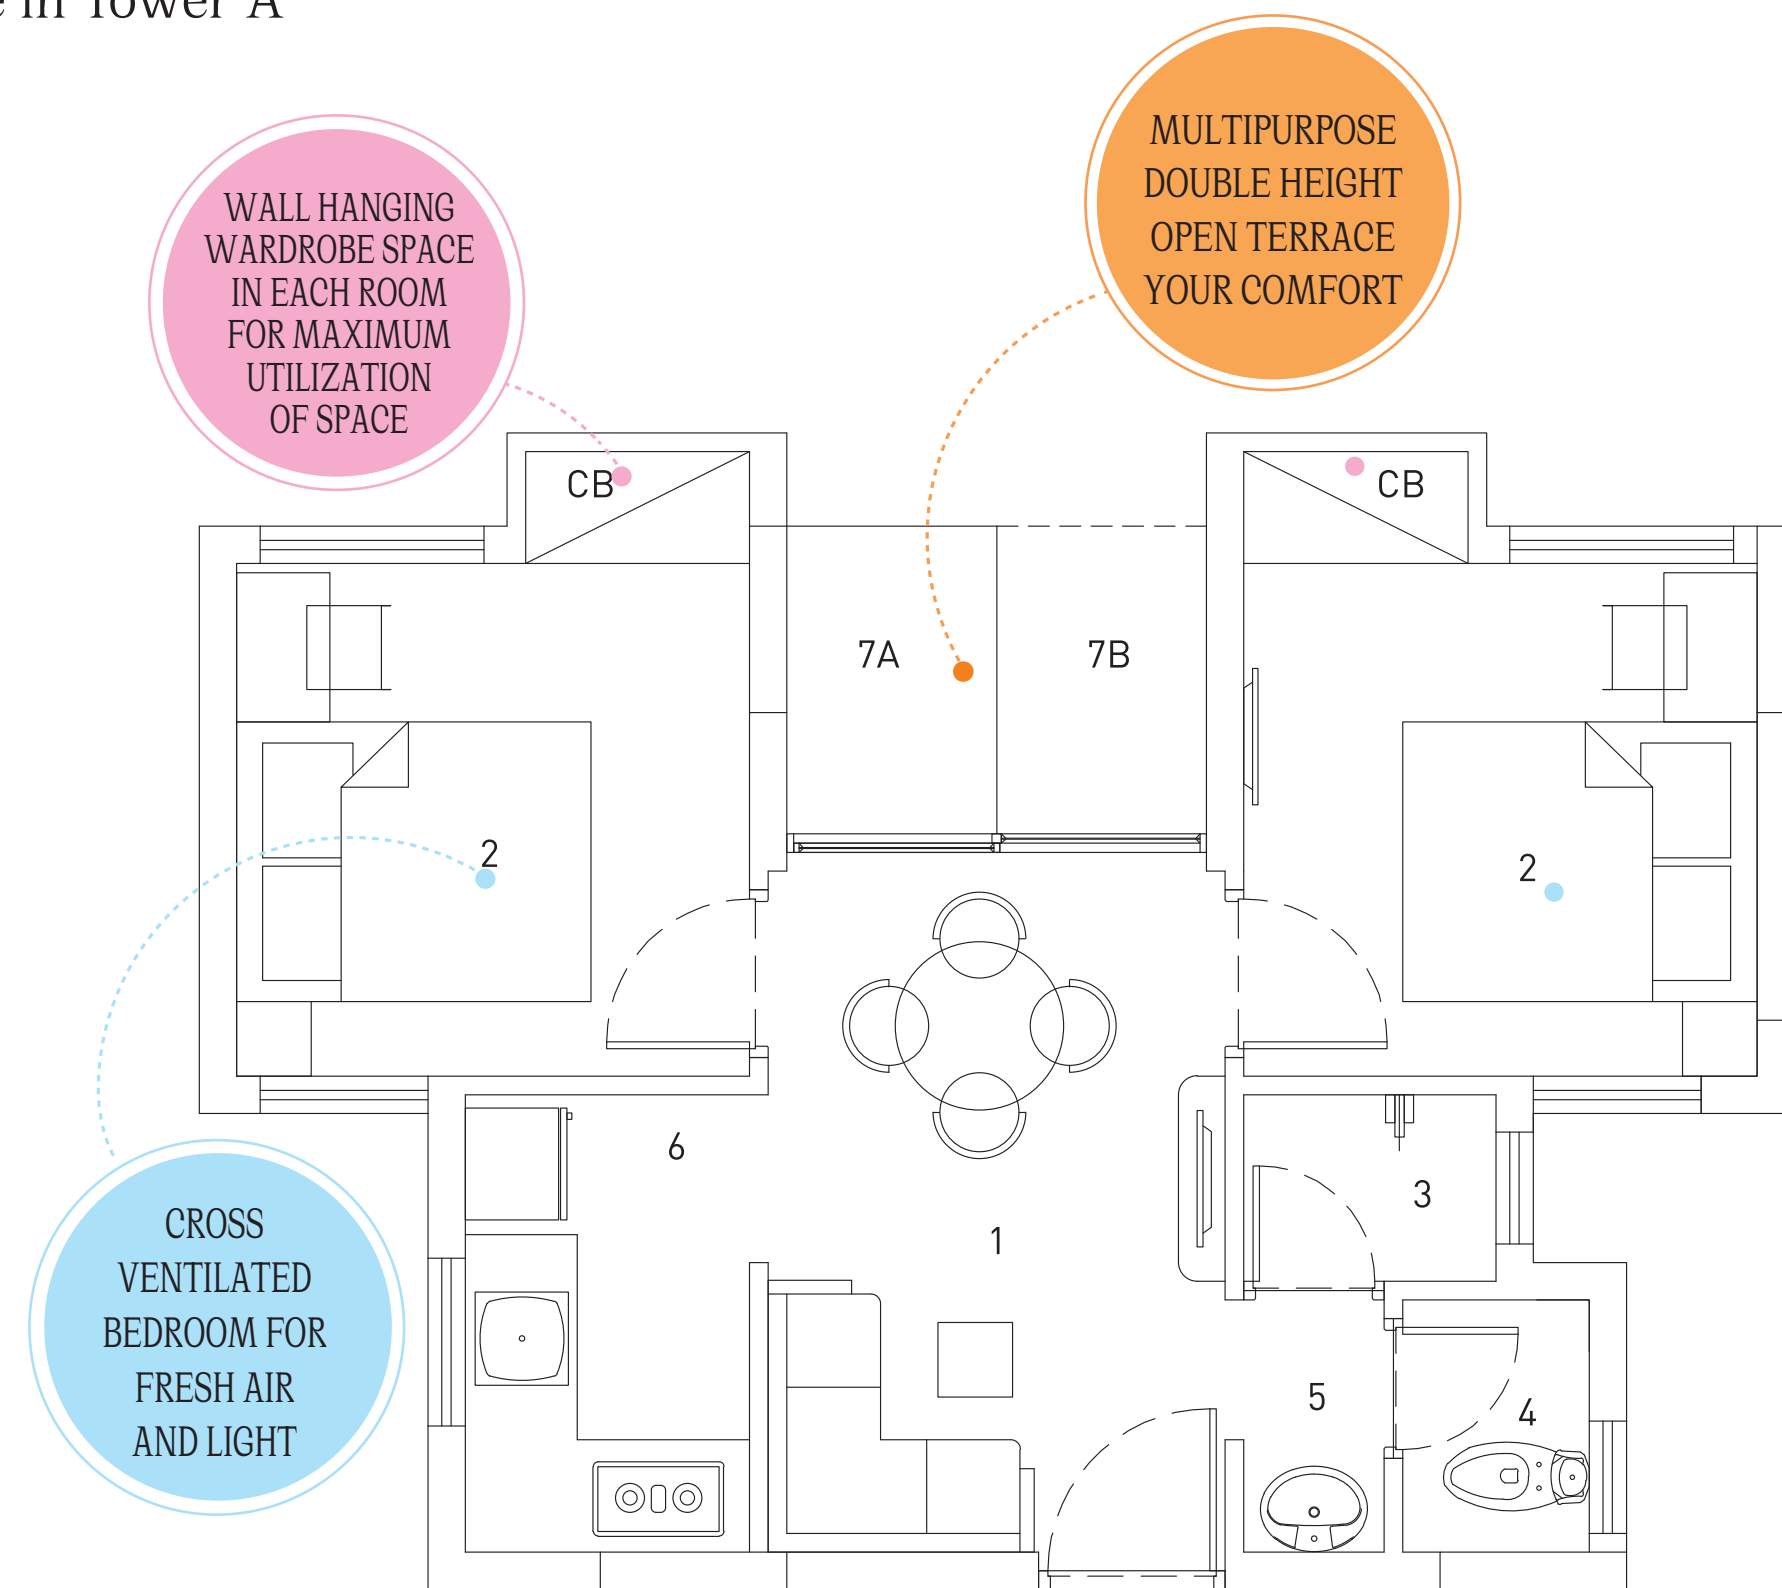 in Tower A
MULTIPURPOSE
DOUBLE HEIGHT
OPEN TERRACE
YOUR COMFORT
WALL HANGING
WARDROBE SPACE
IN EACH ROOM
FOR MAXIMUM
UTILIZATION
OF SPACE
CB
CB
7A
7B
2
2
6
3
1
5
4
CROSS
VENTILATED
BEDROOM FOR
FRESH AIR
AND LIGHT